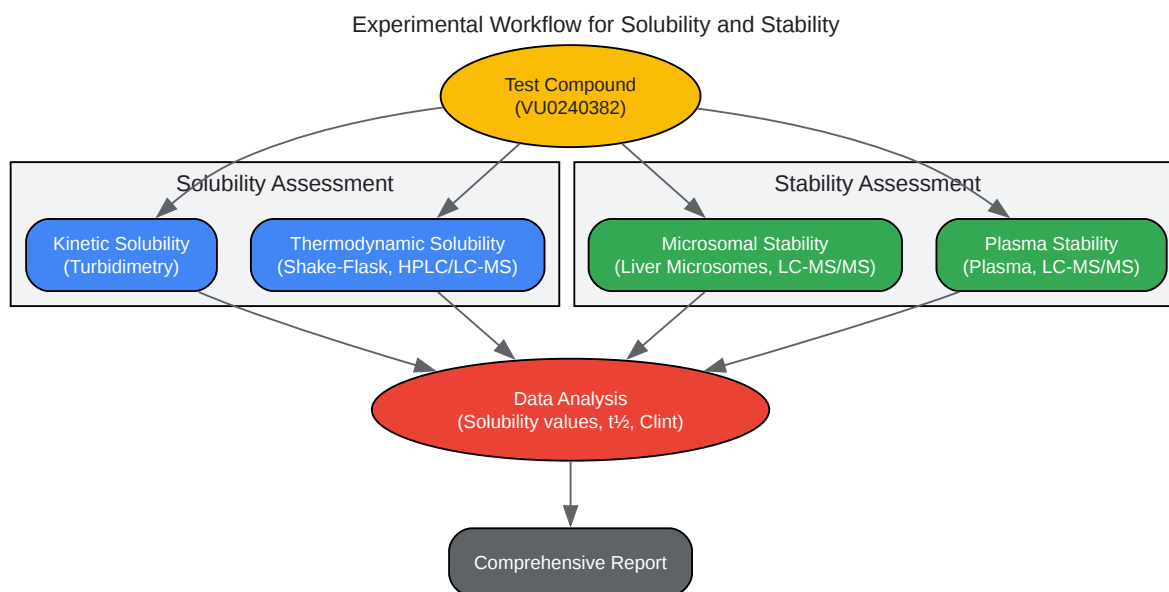 Experimental Workflow for Solubility and Stability
Test Compound
(VU0240382)
Solubility Assessment
Kinetic Solubility
(Turbidimetry)
Thermodynamic Solubility
(Shake-Flask, HPLC/LC-MS)
Stability Assessment
Microsomal Stability
(Liver Microsomes, LC-MS/MS)
Plasma Stability
(Plasma, LC-MS/MS)
Data Analysis
(Solubility values, t½, Clint)
Comprehensive Report